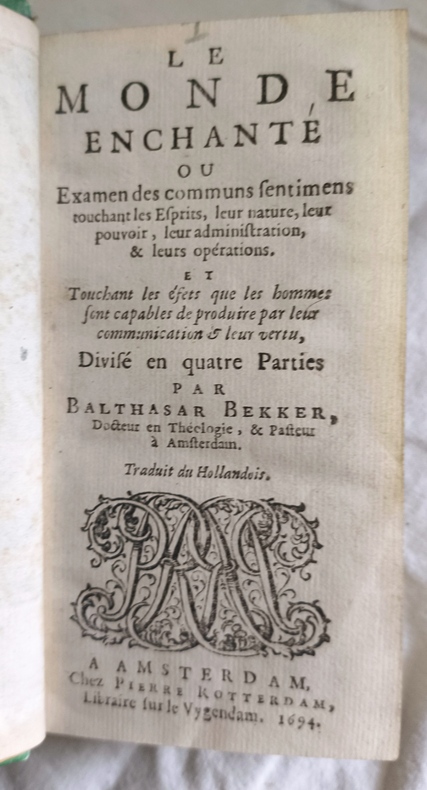 LE
MONDE
ENCHANTÉ
OU
Examen des communs ſentimens
touchant les Eſprits, leur nature, leur
pouvoir, leur adminiſtration,
& leurs opérations.
ET
Touchant les éfets que les hommes
ſont capables de produire par leur
communication & leur vertu,
Diviſé en quatre Parties
PAR
BALTHASAR BEKKER,
Docteur en Théologie, & Paſteur
à Amſterdam.
Traduit du Hollandois.
A AMSTERDAM,
Chez PIERRE ROTTERDAM,
Libraire ſur le Vygendam. 1694.